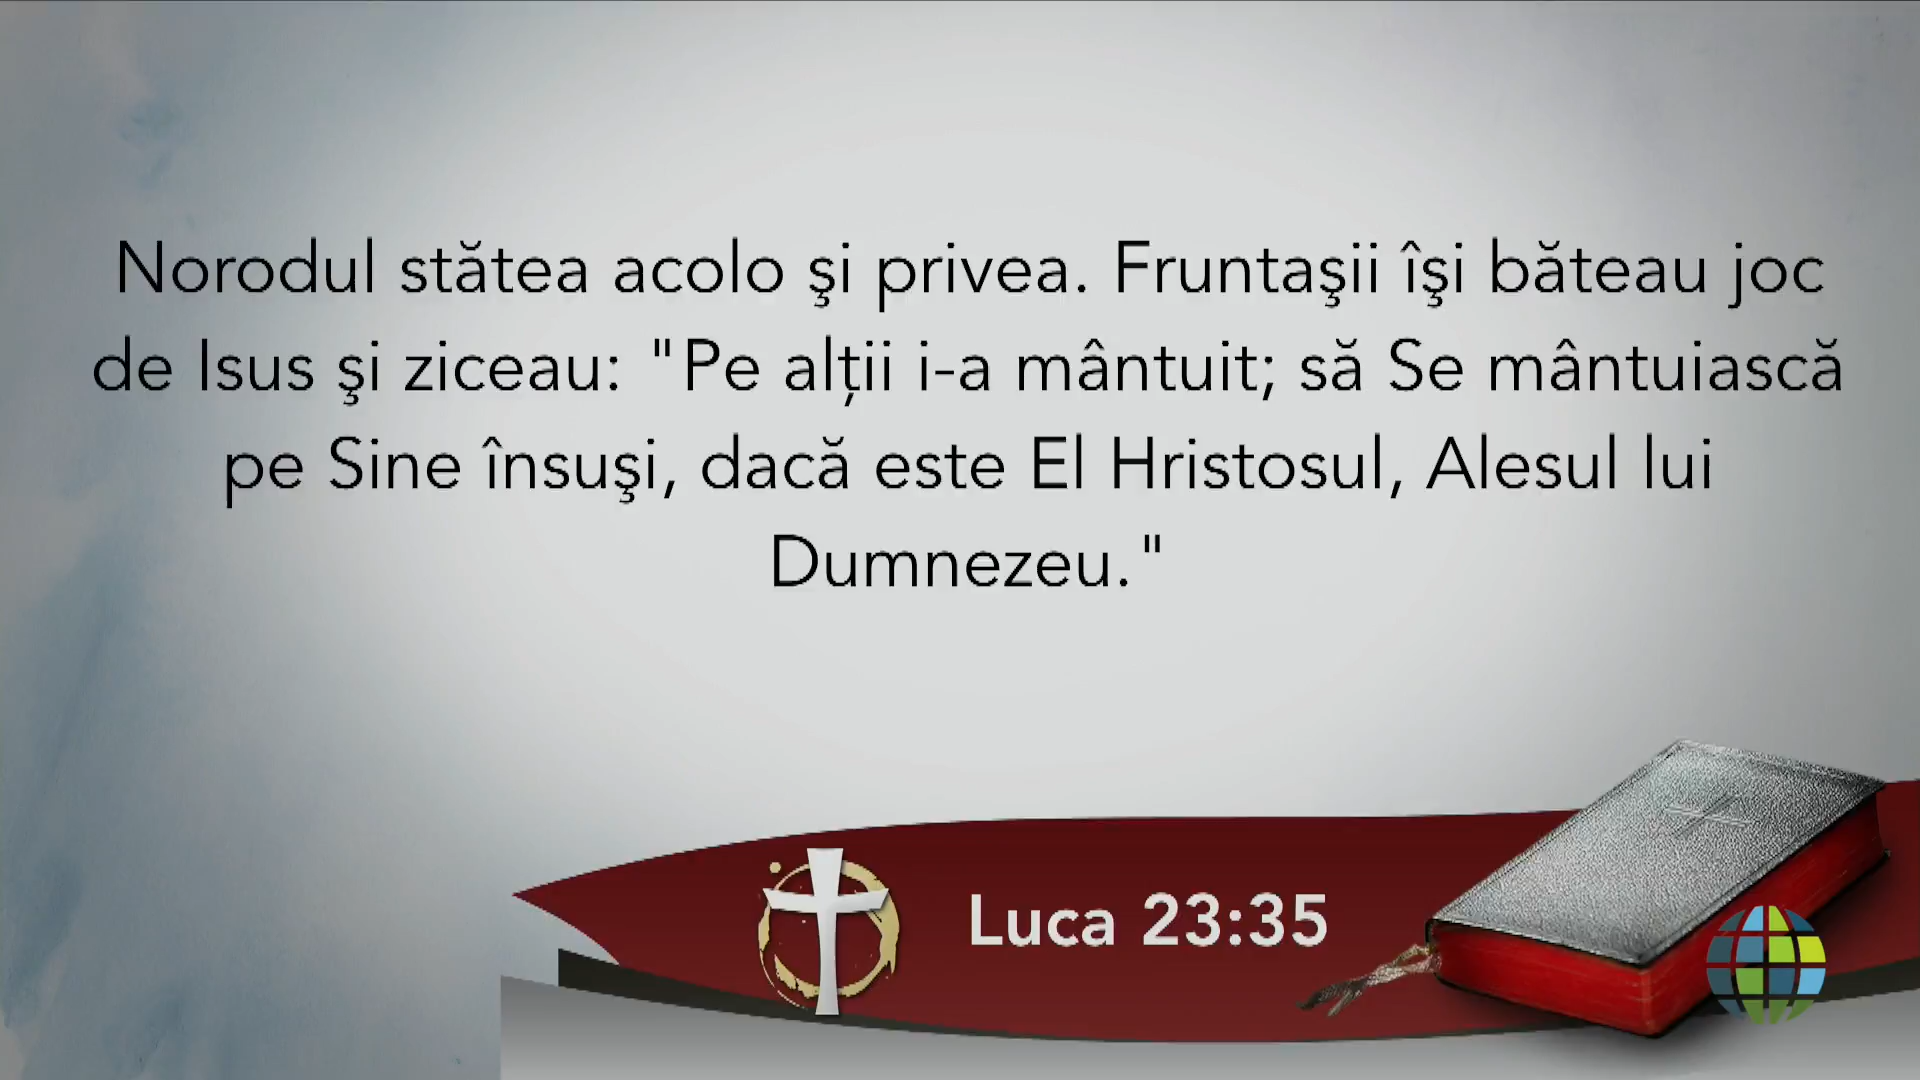 Norodul stătea acolo şi privea. Fruntaşii îşi băteau joc
de Isus şi ziceau: "Pe alţii i-a mântuit; să Se mântuiască
pe Sine însuşi, dacă este El Hristosul, Alesul lui
Dumnezeu."
Luca 23:35